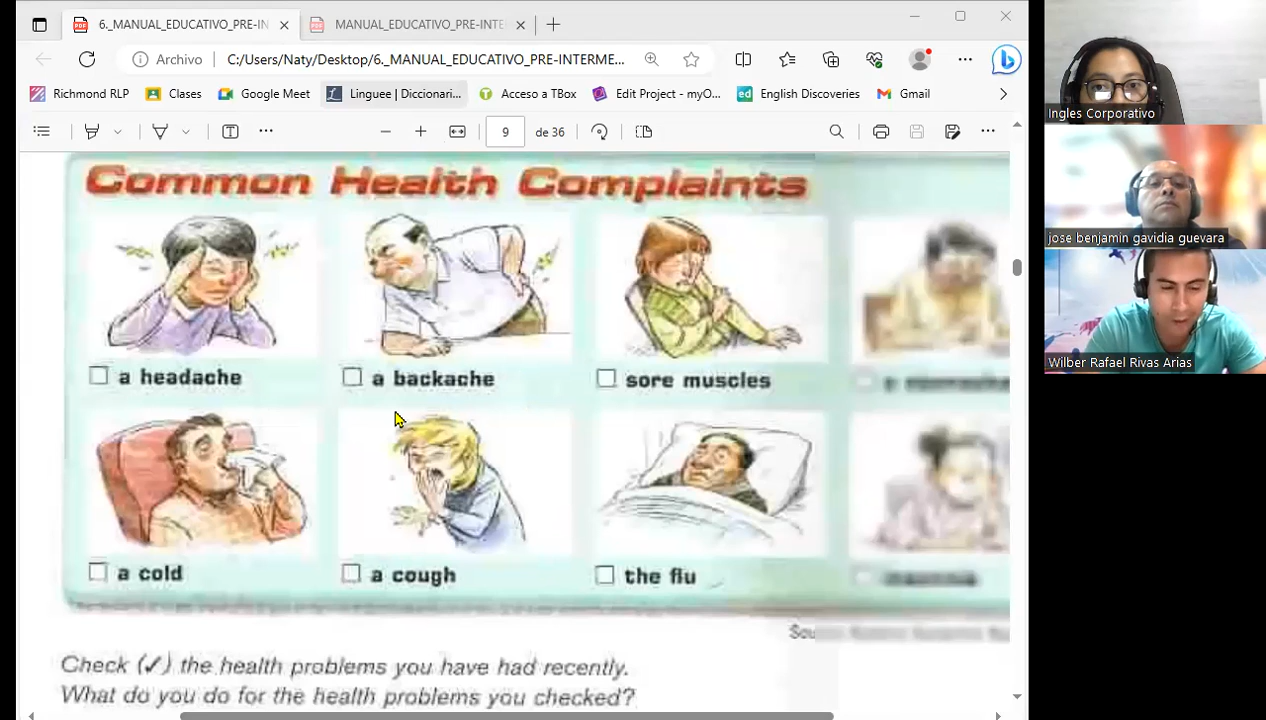 6._MANUAL_EDUCATIVO_PRE-IN
MANUAL_EDUCATIVO_PRE-INTE
Archivo
C:/Users/Naty/Desktop/6._MANUAL_EDUCATIVO_PRE-INTERME...
Richmond RLP
Clases
Google Meet
Linguee | Diccionari...
Acceso a TBox
Edit Project - myO...
English Discoveries
Gmail
9 de 36
Common Health Complaints
a headache
a backache
sore muscles
a cold
a cough
the flu
Check (✓) the health problems you have had recently.
What do you do for the health problems you checked?
Ingles Corporativo
jose benjamin gavidia guevara
Wilber Rafael Rivas Arias